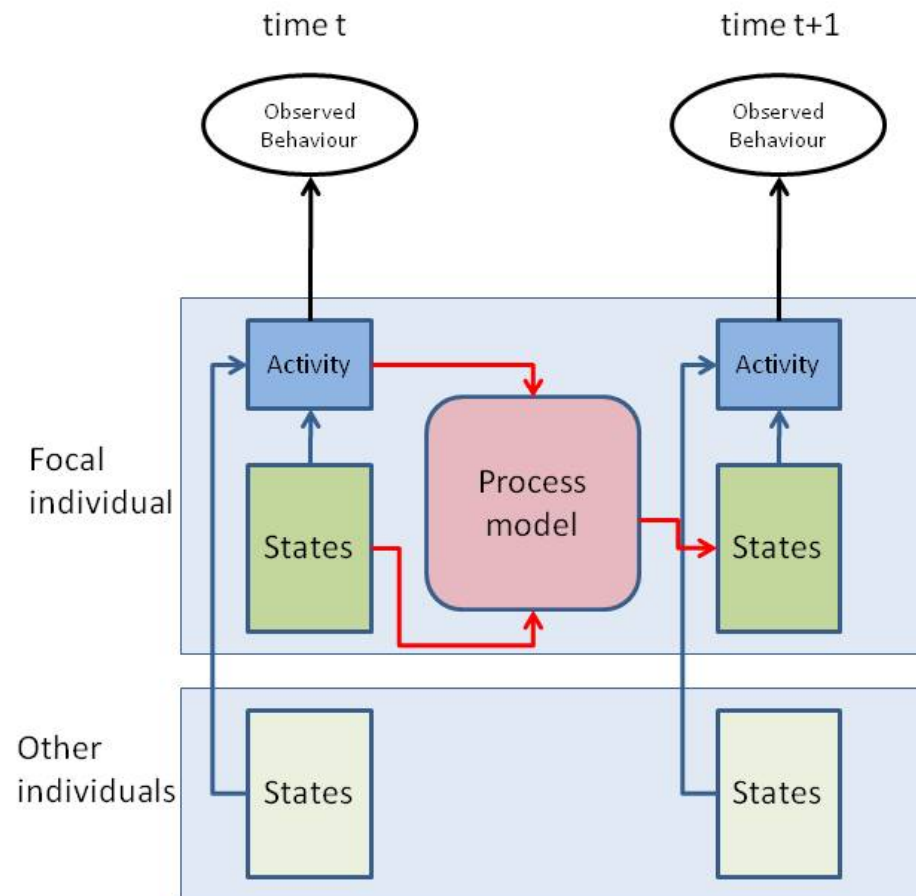 time t
time t+1
Observed
Behaviour
Observed
Behaviour
Activity
Activity
Focal
individual
Process
model
States
States
Other
individuals
States
States